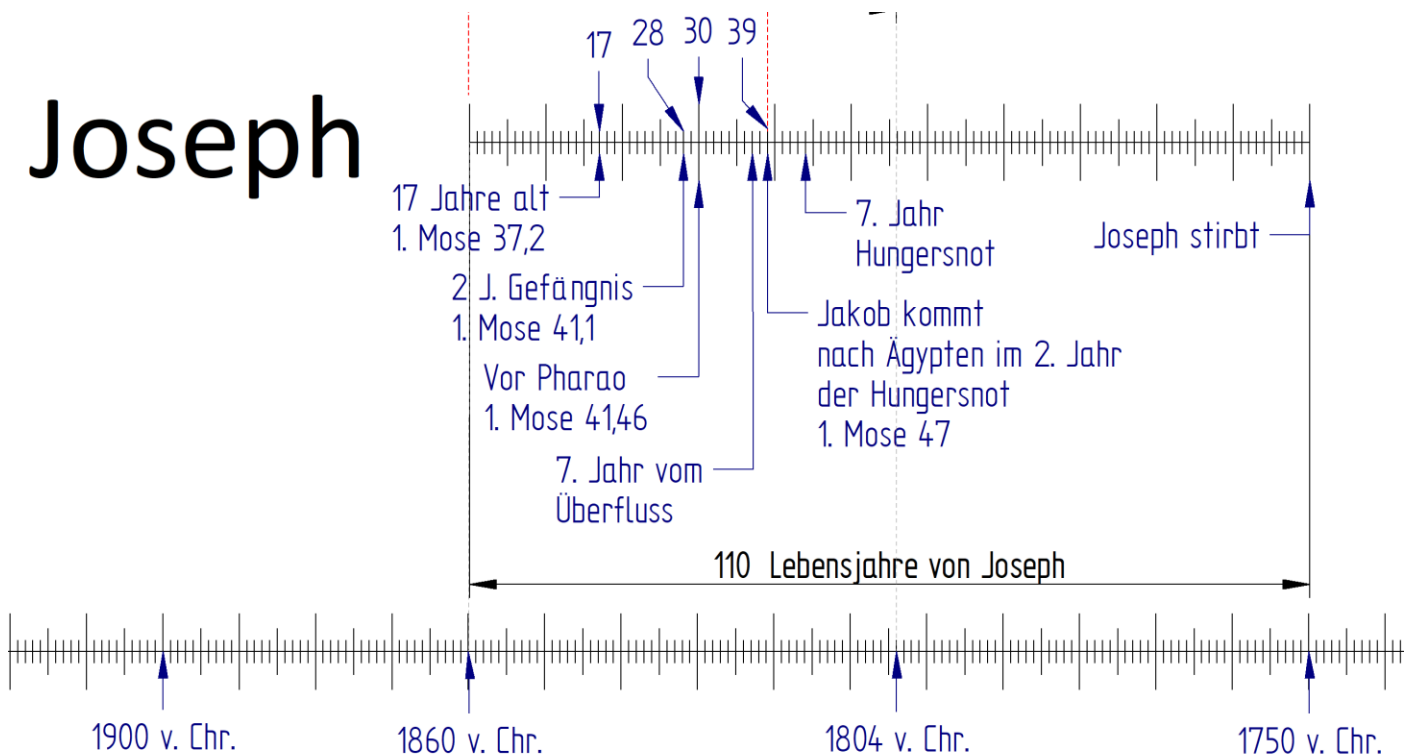 Joseph
17
28
30
39
17 Jahre alt
1. Mose 37,2
2 J. Gefängnis
1. Mose 41,1
Vor Pharao
1. Mose 41,46
7. Jahr vom
Überfluss
7. Jahr
Hungersnot
Jakob kommt
nach Ägypten im 2. Jahr
der Hungersnot
1. Mose 47
Joseph stirbt
110 Lebensjahre von Joseph
1900 v. Chr.
1860 v. Chr.
1804 v. Chr.
1750 v. Chr.